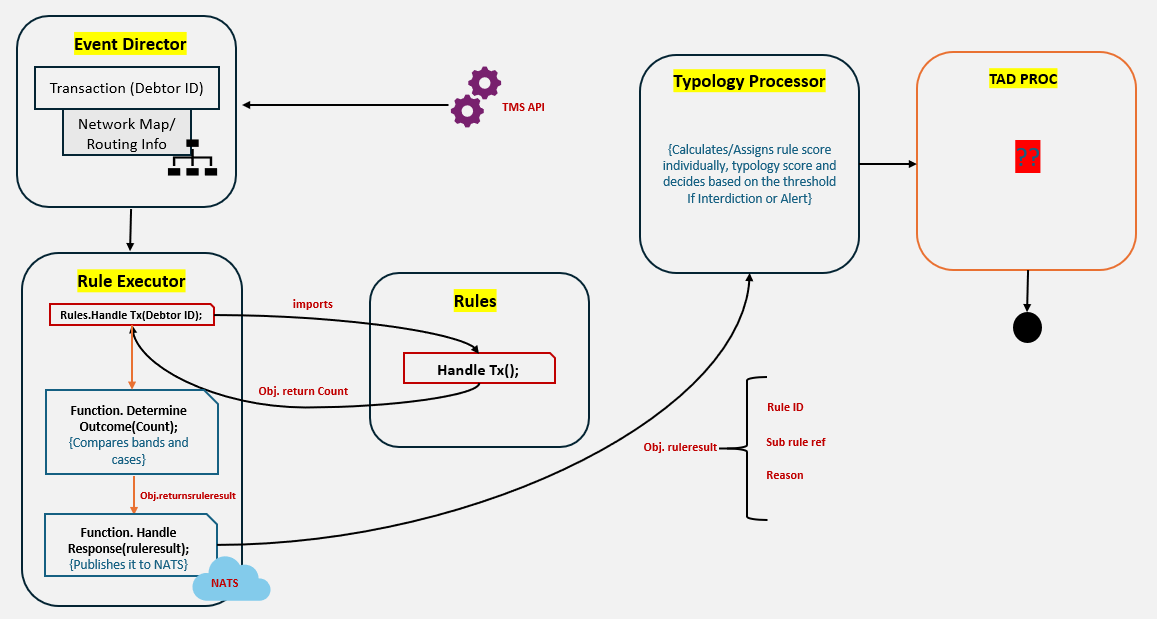 Event Director
Transaction (Debtor ID)
Network Map/
Routing Info
TMS API
Typology Processor
{Calculates/Assigns rule score
individually, typology score and
decides based on the threshold
If Interdiction or Alert}
TAD PROC
??
Rule Executor
Rules.Handle Tx(Debtor ID);
imports
Rules
Handle Tx();
Obj. return Count
Function. Determine
Outcome(Count);
{Compares bands and
cases}
Obj.returnsruleresult
Function. Handle
Response(ruleresult);
{Publishes it to NATS}
NATS
Obj. ruleresult
Rule ID
Sub rule ref
Reason